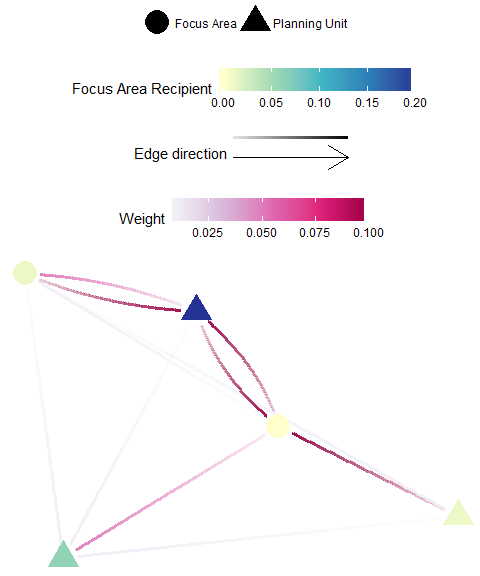 Focus Area Planning Unit
Focus Area Recipient
0.00 0.05 0.10 0.15 0.20
Edge direction
Weight
0.025 0.050 0.075 0.100